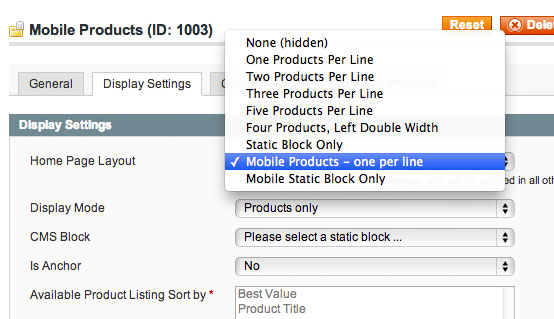 Mobile Products (ID: 1003)
Reset
Dele
General
Display Settings
None (hidden)
One Products Per Line
Two Products Per Line
Three Products Per Line
Five Products Per Line
Four Products, Left Double Width
Static Block Only
✓ Mobile Products – one per line
Mobile Static Block Only
Display Settings
Home Page Layout
in all othe
Display Mode
Products only
CMS Block
Please select a static block ...
Is Anchor
No
Available Product Listing Sort by *
Best Value
Product Title